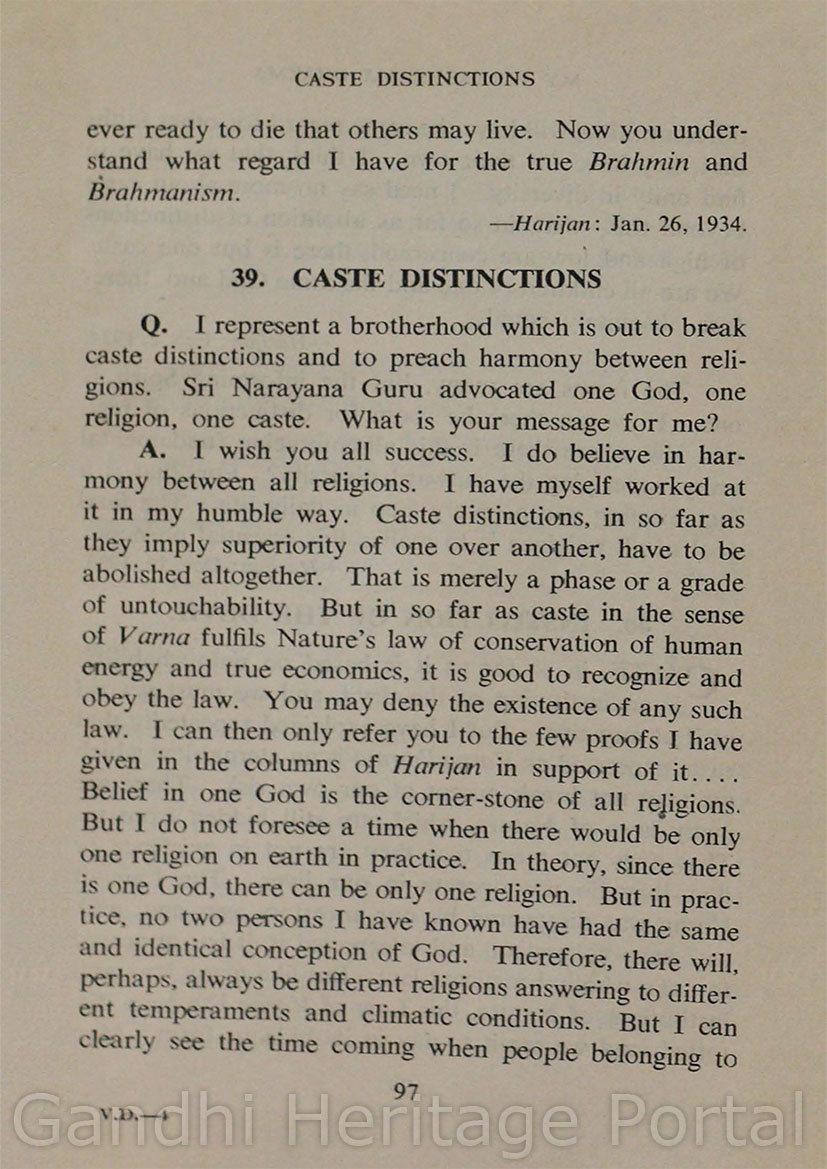 CASTE DISTINCTIONS
ever ready to die that others may live. Now you under-
stand what regard I have for the true Brahmin and
Brahmanism.
—Harijan: Jan. 26, 1934.
39. CASTE DISTINCTIONS
Q. I represent a brotherhood which is out to break
caste distinctions and to preach harmony between reli-
gions. Sri Narayana Guru advocated one God, one
religion, one caste. What is your message for me?
A. I wish you all success. I do believe in har-
mony between all religions. I have myself worked at
it in my humble way. Caste distinctions, in so far as
they imply superiority of one over another, have to be
abolished altogether. That is merely a phase or a grade
of untouchability. But in so far as caste in the sense
of Varna fulfils Nature's law of conservation of human
energy and true economics, it is good to recognize and
obey the law. You may deny the existence of any such
law. I can then only refer you to the few proofs I have
given in the columns of Harijan in support of it....
Belief in one God is the corner-stone of all religions.
But I do not foresee a time when there would be only
one religion on earth in practice. In theory, since there
is one God, there can be only one religion. But in prac-
tice, no two persons I have known have had the same
and identical conception of God. Therefore, there will,
perhaps, always be different religions answering to differ-
ent temperaments and climatic conditions. But I can
clearly see the time coming when people belonging to
97
V.D.—4
Gandhi Heritage Portal